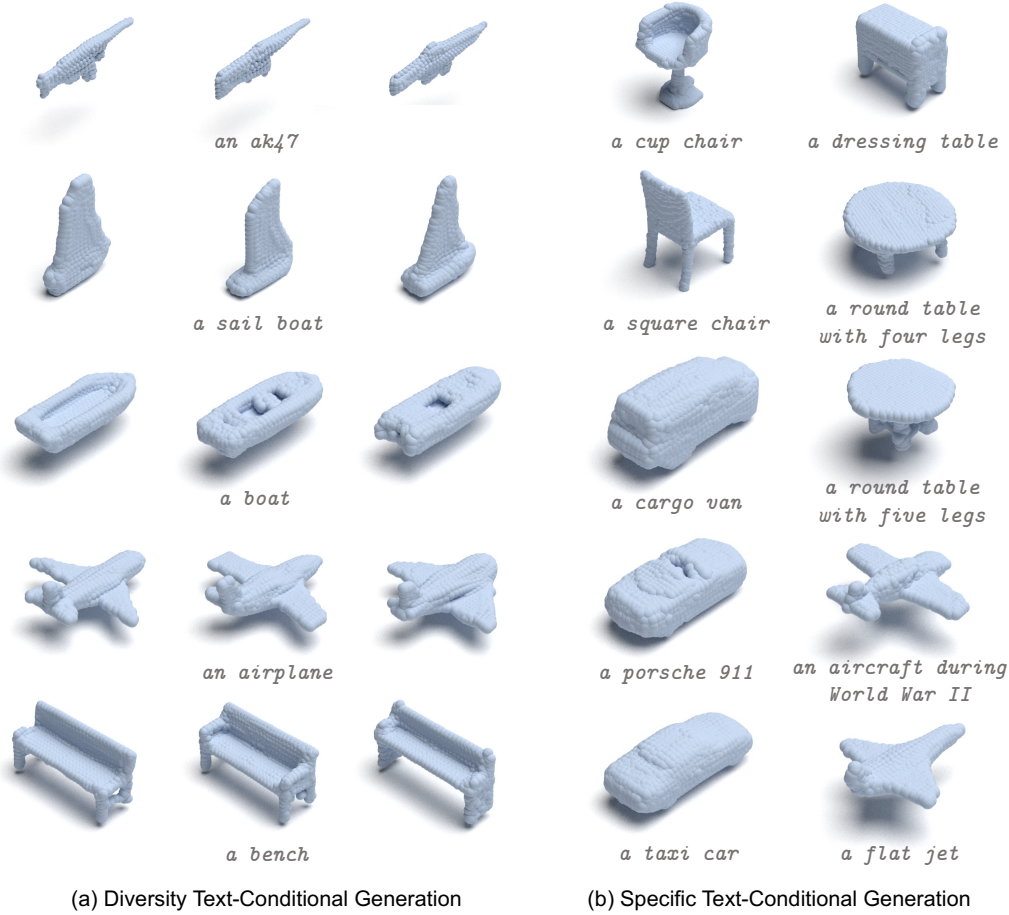 an ak47
a cup chair
a dressing table
a sail boat
a square chair
a round table
with four legs
a boat
a cargo van
a round table
with five legs
an airplane
a porsche 911
an aircraft during
World War II
a bench
a taxi car
a flat jet
(a) Diversity Text-Conditional Generation
(b) Specific Text-Conditional Generation